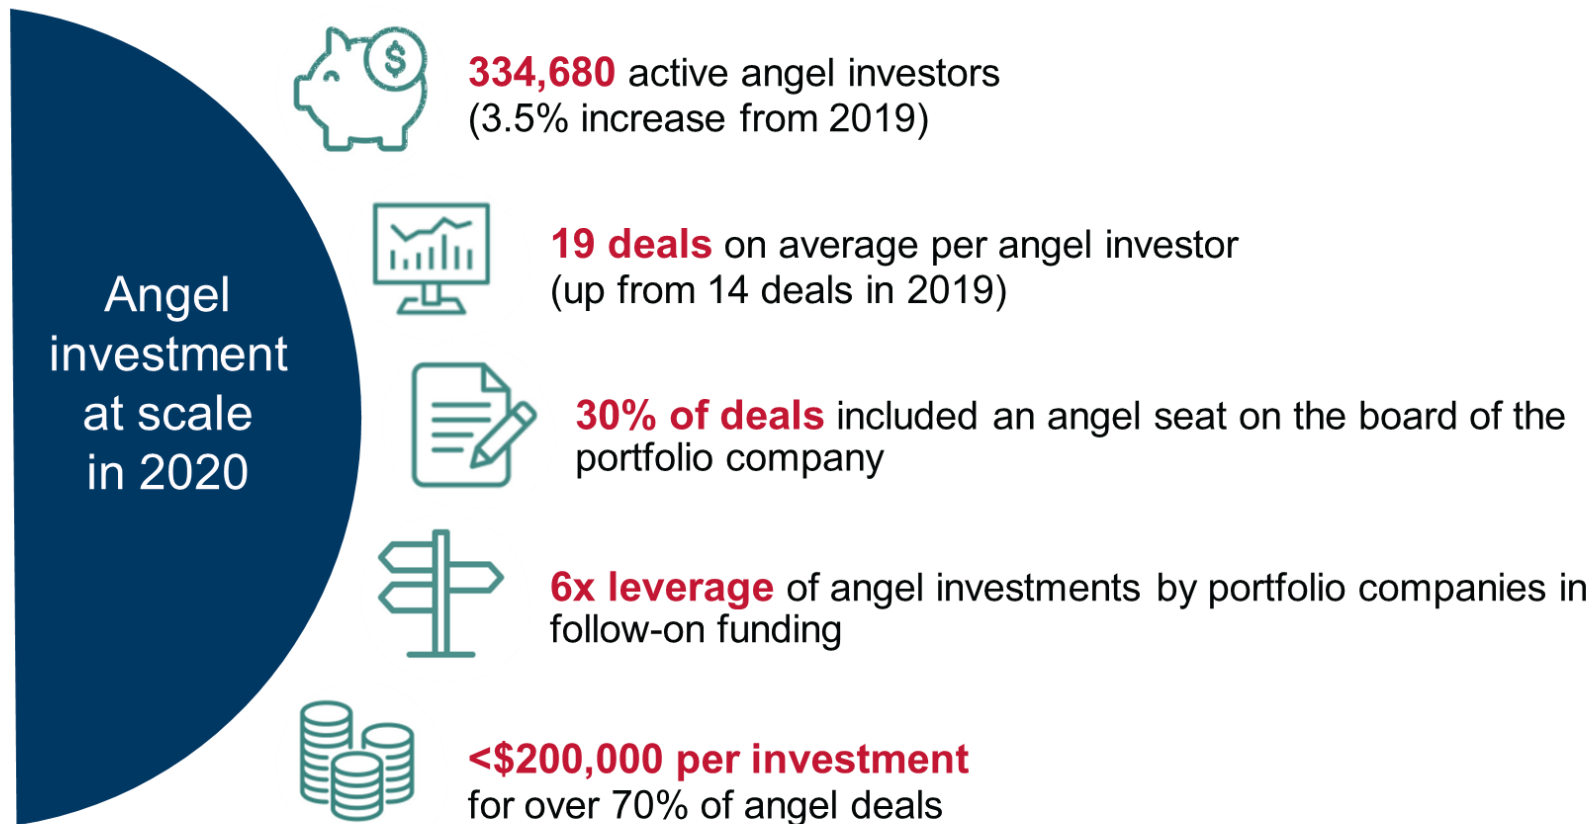 Angel
investment
at scale
in 2020
$
334,680 active angel investors
(3.5% increase from 2019)
19 deals on average per angel investor
(up from 14 deals in 2019)
30% of deals included an angel seat on the board of the
portfolio company
6x leverage of angel investments by portfolio companies in
follow-on funding
<$200,000 per investment
for over 70% of angel deals